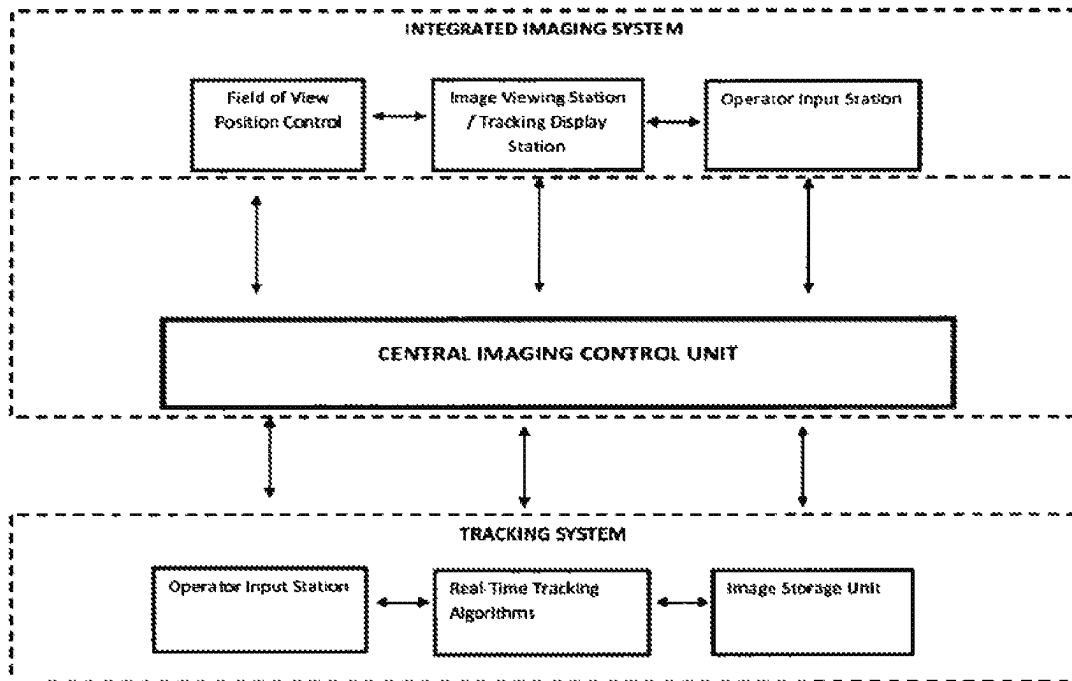 INTEGRATED IMAGING SYSTEM
Field of View
Position Control
Image Viewing Station
/ Tracking Display
Station
Operator Input Station
CENTRAL IMAGING CONTROL UNIT
TRACKING SYSTEM
Operator Input Station
Real-Time Tracking
Algorithms
Image Storage Unit